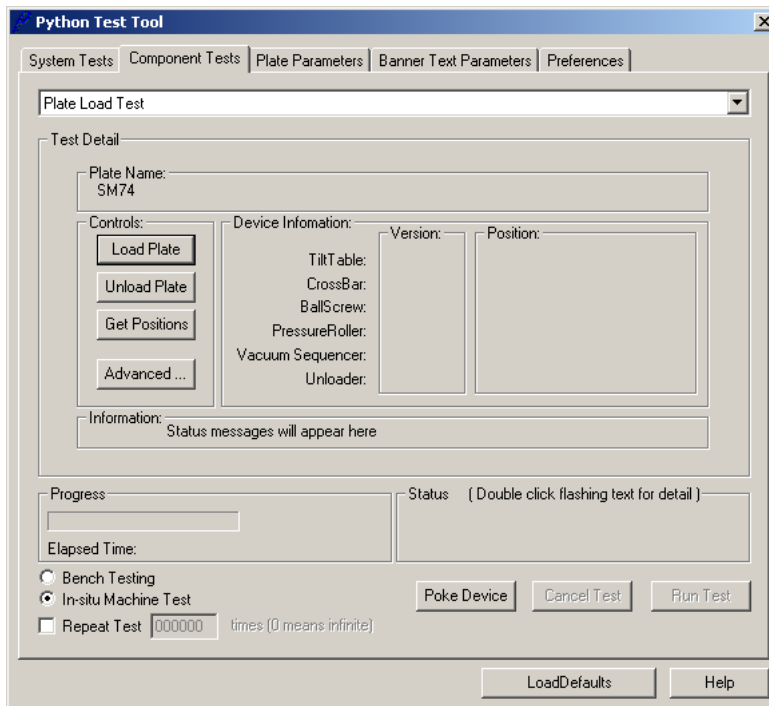 Python Test Tool
System Tests Component Tests Plate Parameters Banner Text Parameters Preferences
Plate Load Test
Test Detail
Plate Name:
SM74
Controls:
Load Plate
Unload Plate
Get Positions
Advanced ...
Device Infomation:
Version:
Position:
TiltTable:
CrossBar:
BallScrew:
PressureRoller:
Vacuum Sequencer:
Unloader:
Information:
Status messages will appear here
Progress
Elapsed Time:
Status ( Double click flashing text for detail )
Bench Testing
In-situ Machine Test
Repeat Test 000000 times (0 means infinite)
Poke Device Cancel Test Run Test
LoadDefaults Help